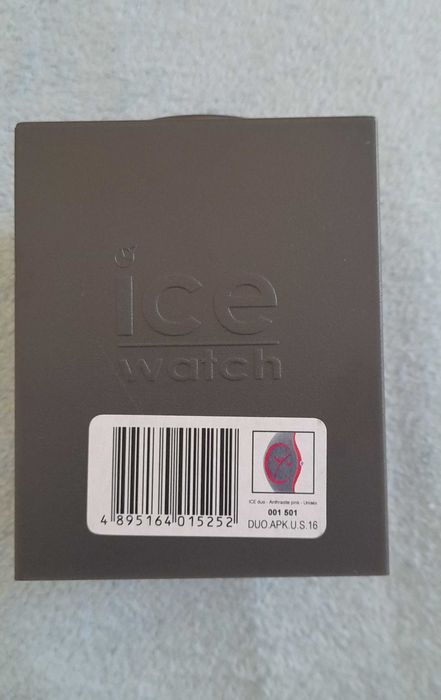 ice
watch
ICE duo - Anthracite pink - Unisex
001 501
4 895164 015252
DUO.APK.U.S.16